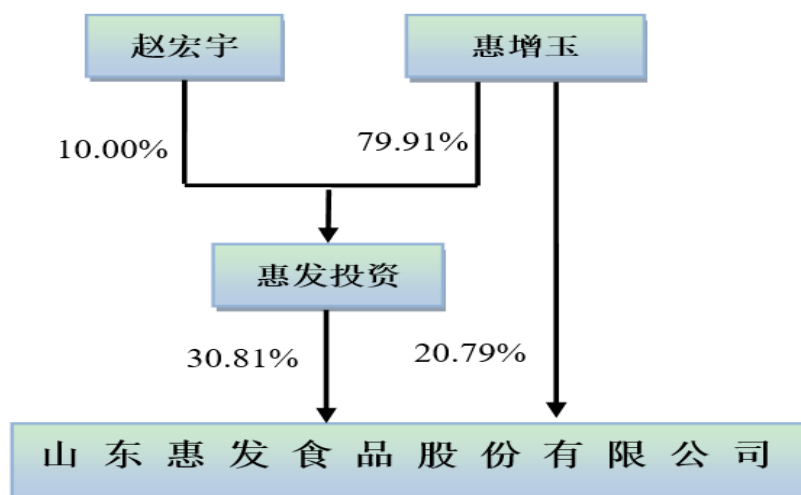 赵宏宇
惠增玉
10.00%
79.91%
惠发投资
30.81%
20.79%
山东惠发食品股份有限公司